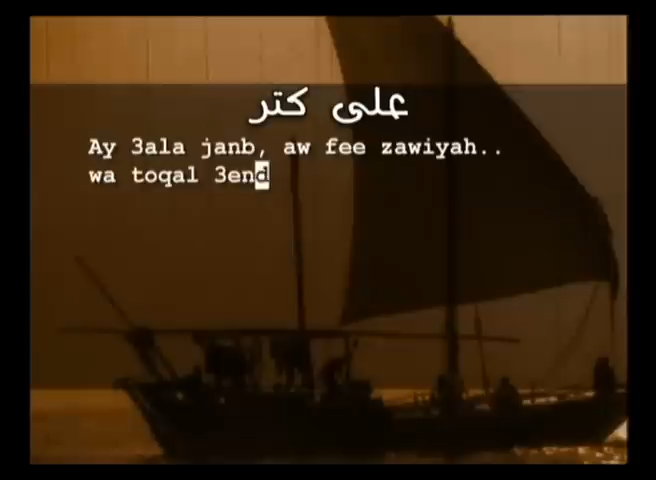 على كتر
Ay 3ala janb, aw fee zawiyah..
wa toqal 3end